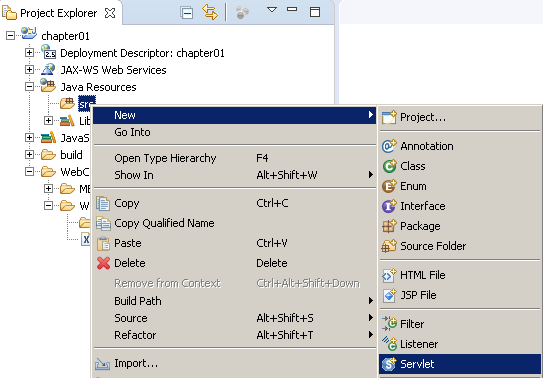 Project Explorer
chapter01
Deployment Descriptor: chapter01
JAX-WS Web Services
Java Resources
src
Lib
JavaS
build
WebC
ME
W
New
Go Into
Open Type Hierarchy F4
Show In Alt+Shift+W
Copy Ctrl+C
Copy Qualified Name
Paste Ctrl+V
Delete Delete
Remove from Context Ctrl+Alt+Shift+Down
Build Path
Source Alt+Shift+S
Refactor Alt+Shift+T
Import...
Project...
Annotation
Class
Enum
Interface
Package
Source Folder
HTML File
JSP File
Filter
Listener
Servlet